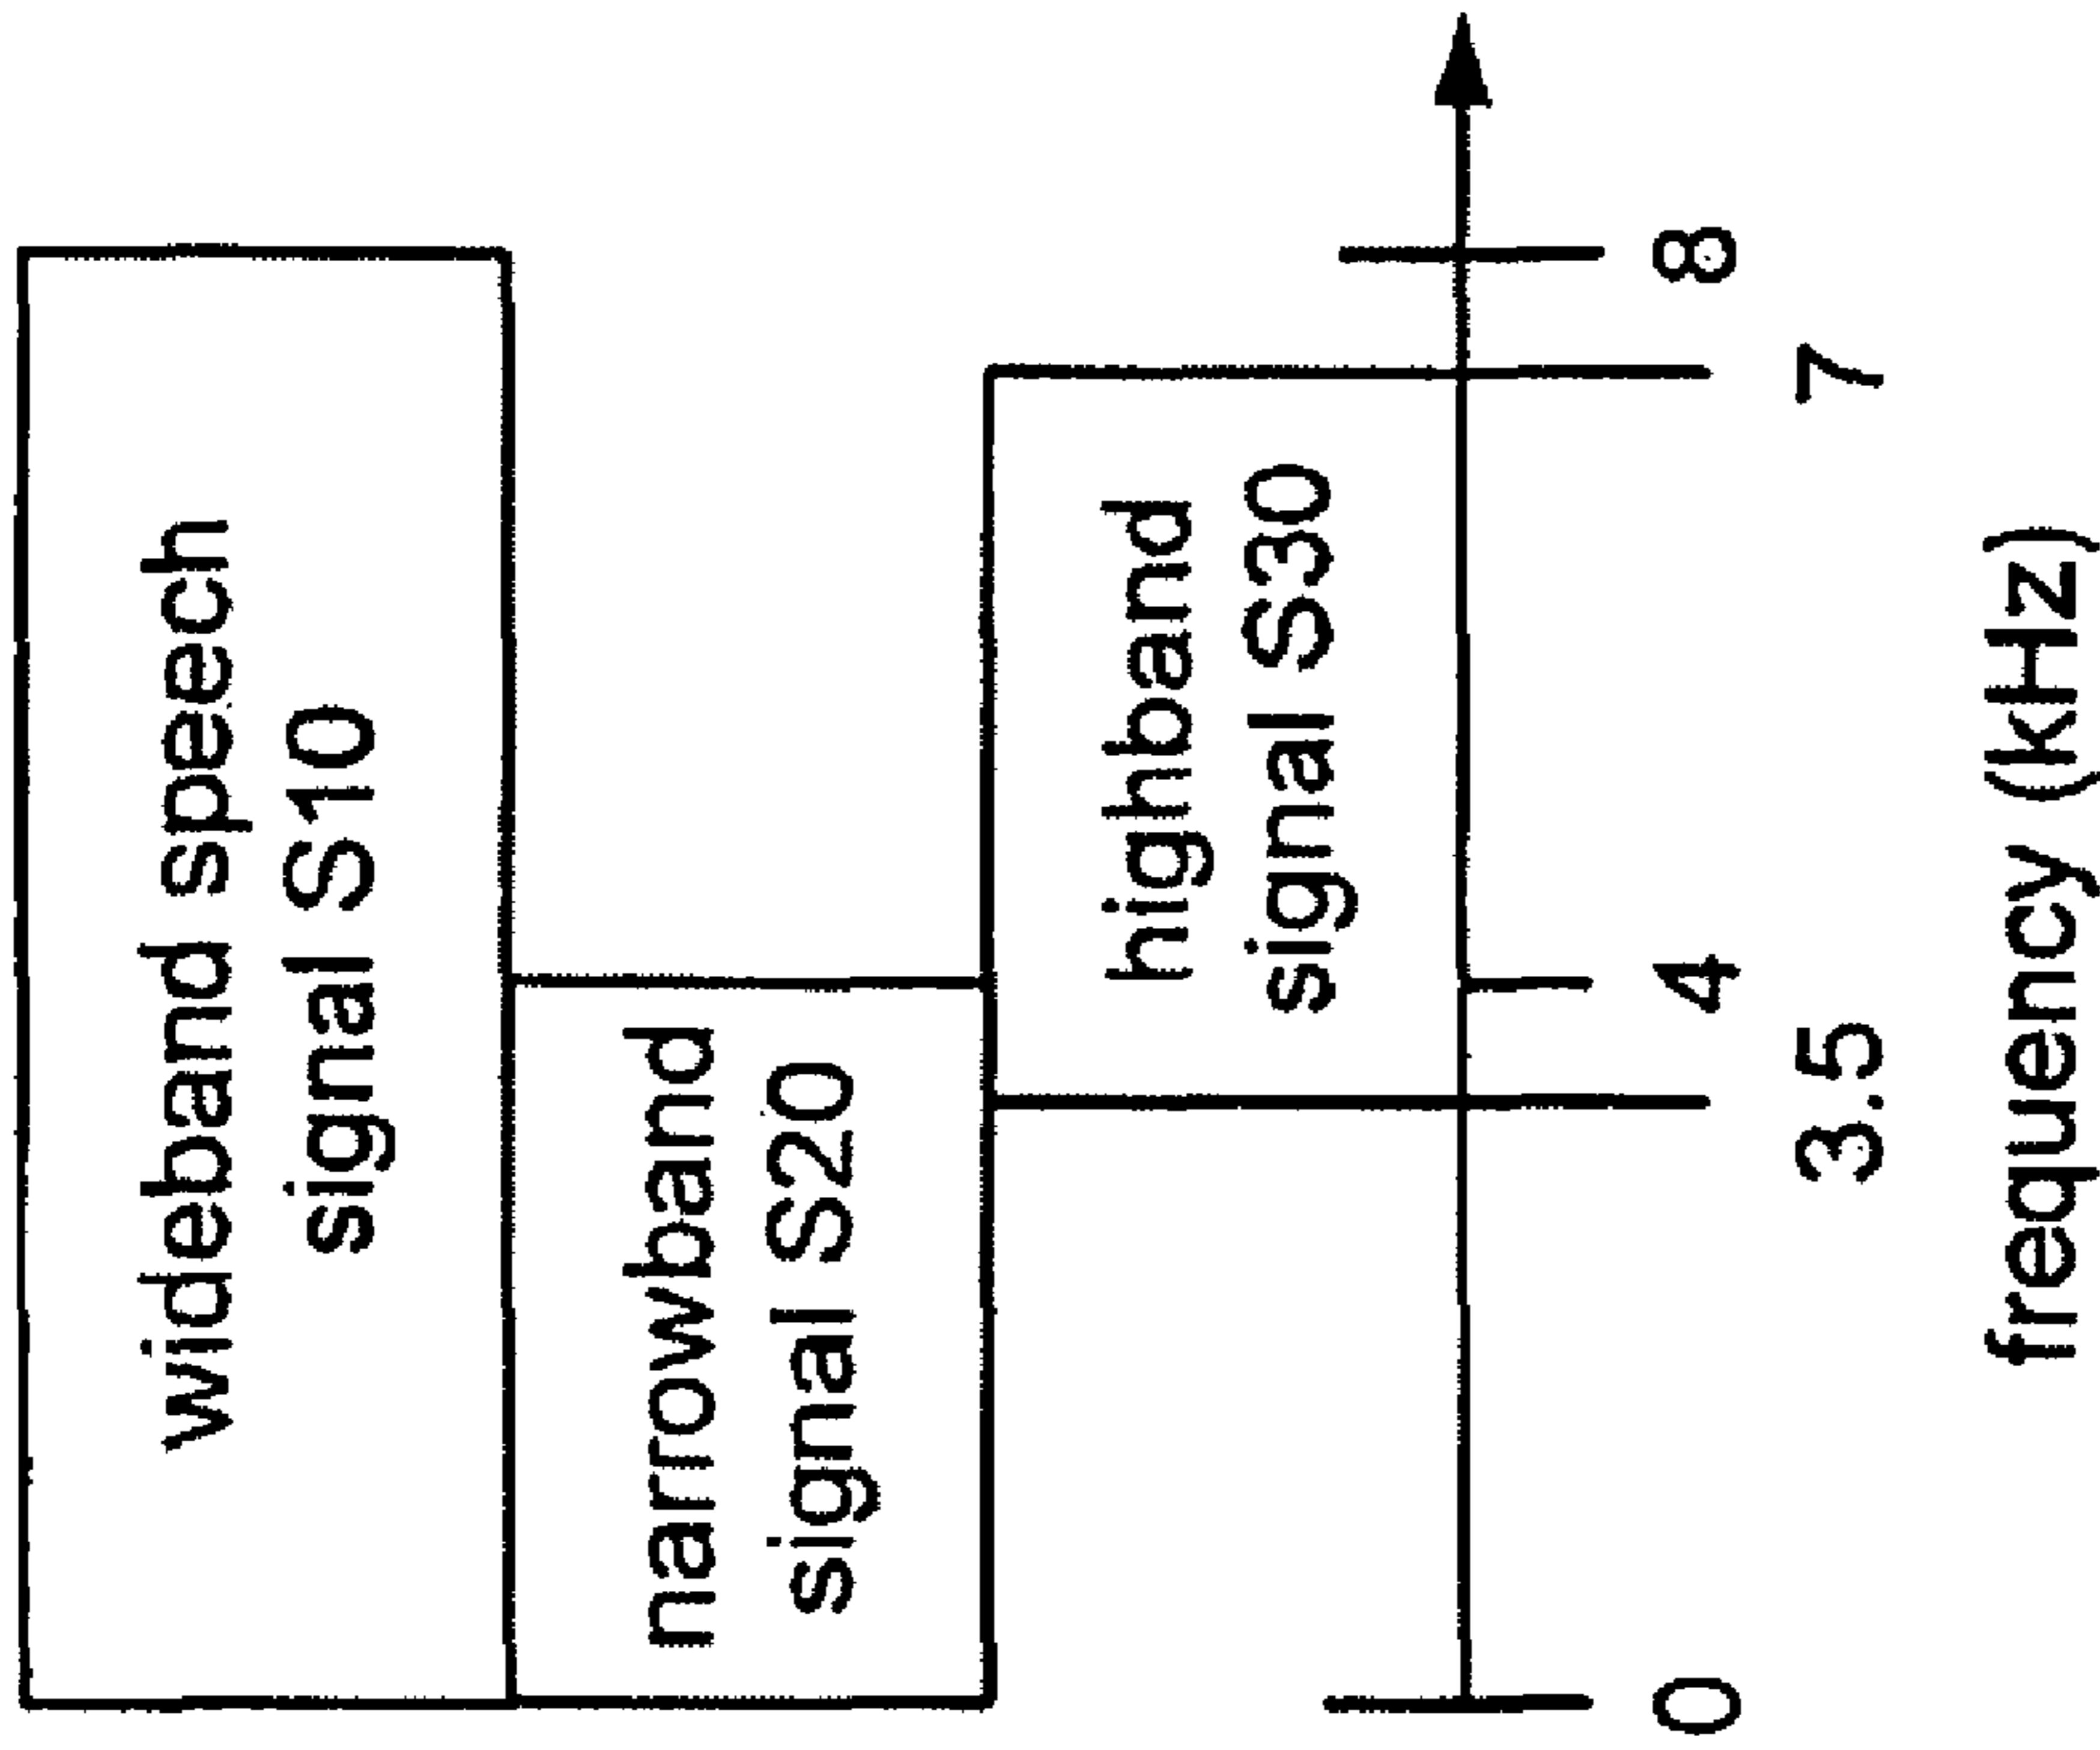 wideband speech
signal S10
narrowband
signal S20
highband
signal S30
0 4 8
3.5 7
frequency (kHz)